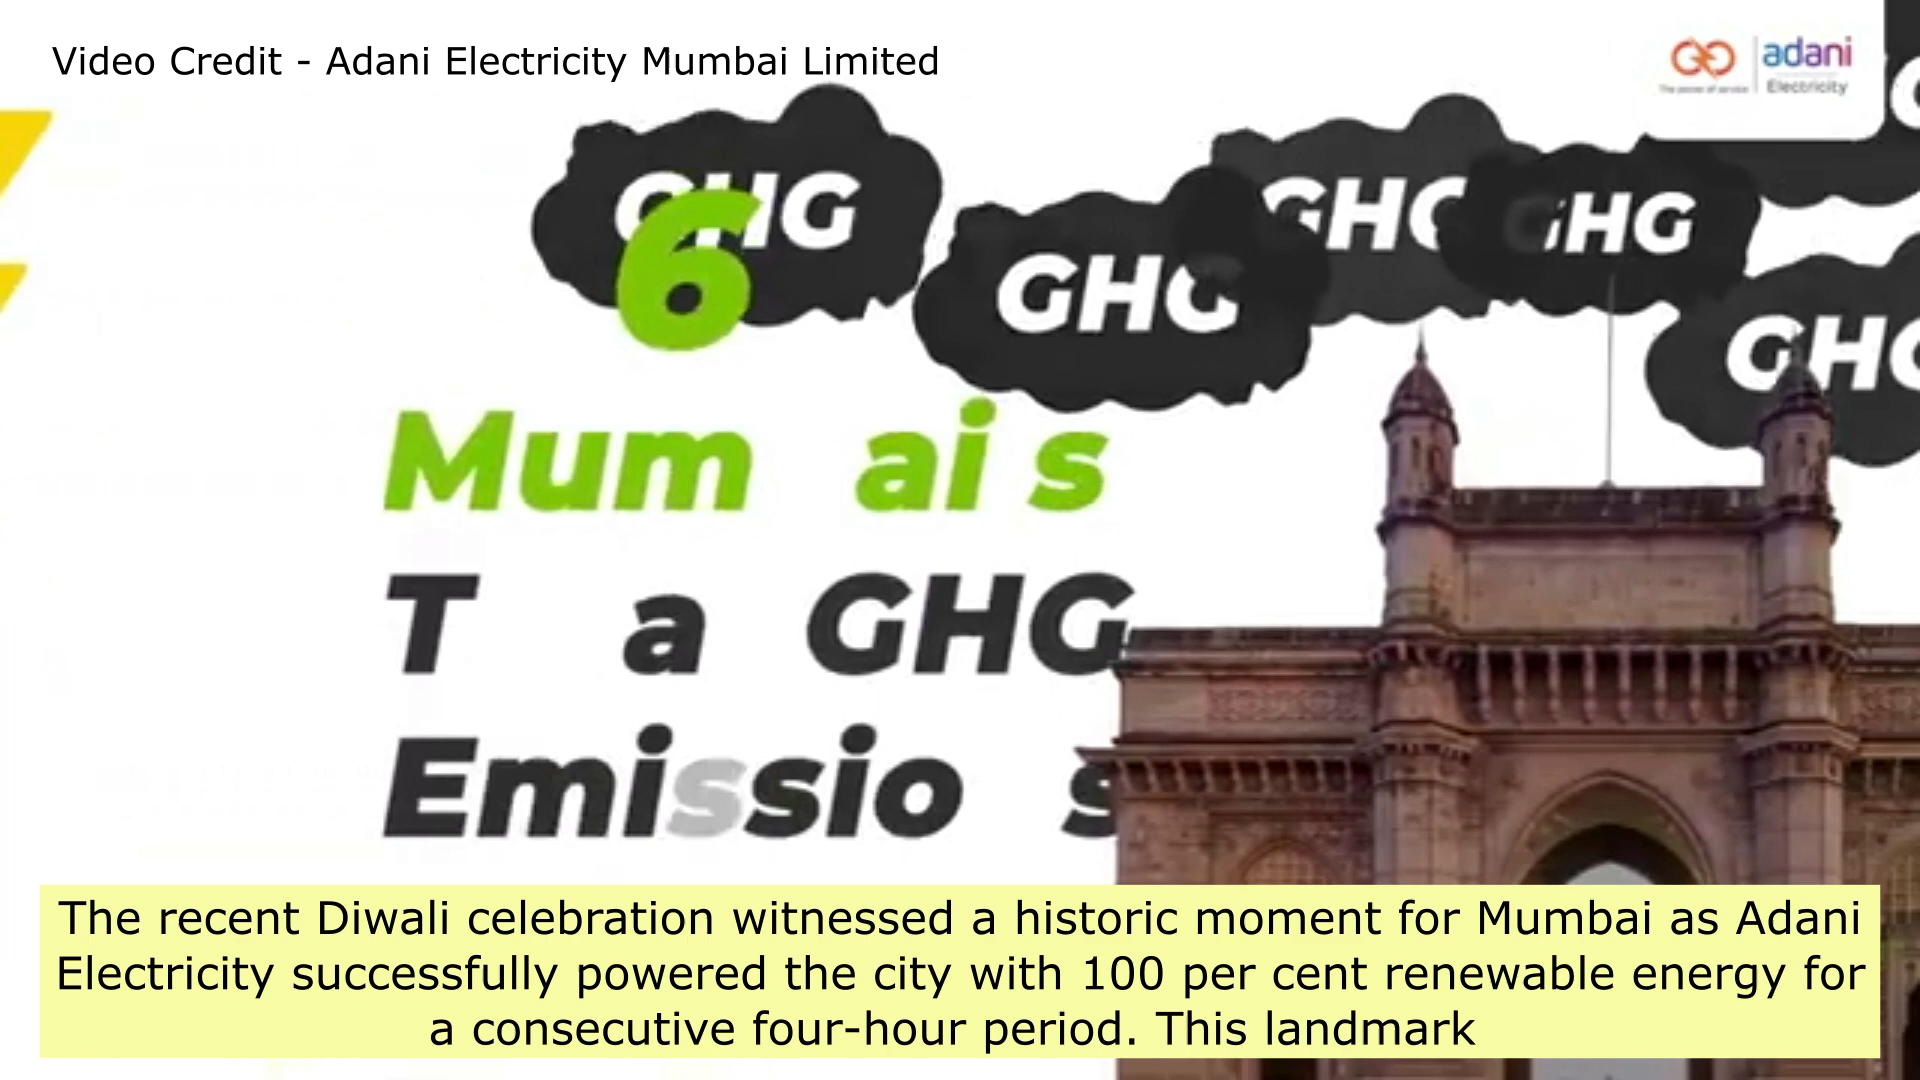 Video Credit - Adani Electricity Mumbai Limited
adani
Electricity
GHG
GHG
GHG
GHG
GHG
6
Mum ai s
T a GHG
Emissio s
The recent Diwali celebration witnessed a historic moment for Mumbai as Adani
Electricity successfully powered the city with 100 per cent renewable energy for
a consecutive four-hour period. This landmark